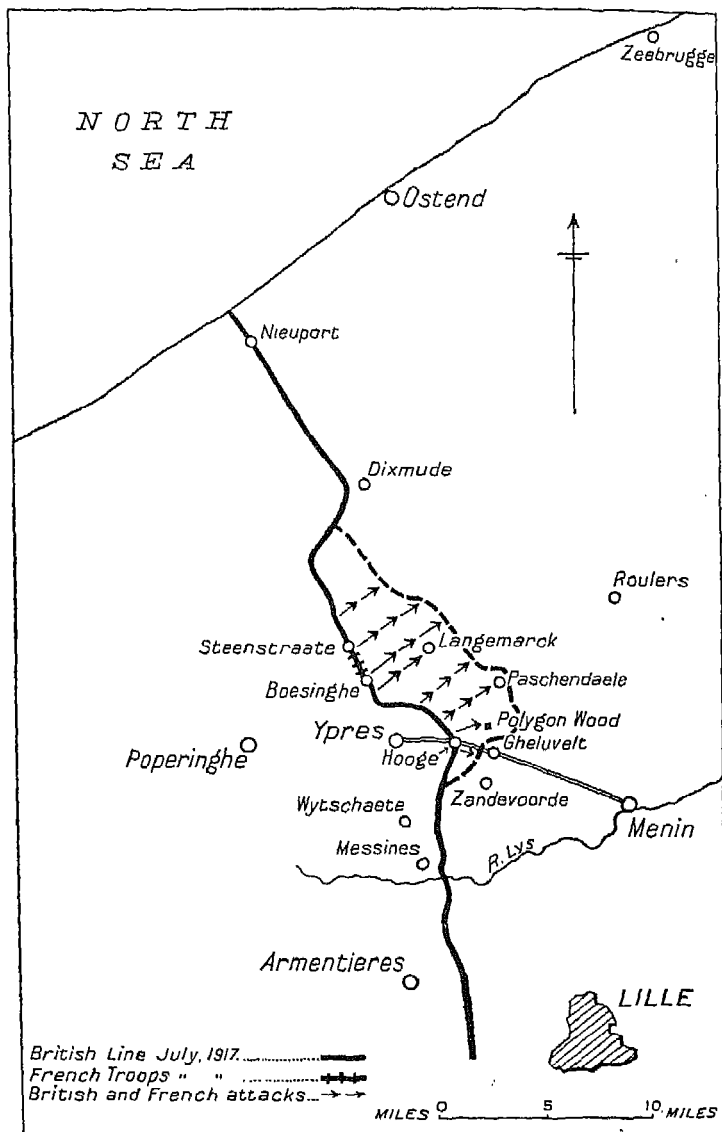 Zeebrugge
NORTH
SEA
Ostend
Nieuport
Dixmude
Roulers
Steenstraate
Langemarck
Boesinghe
Paschendaele
Ypres
Polygon Wood
Poperinghe
Hooge
Gheluvelt
Zandevoorde
Wytschaete
Menin
Messines
R. Lys
Armentieres
LILLE
British Line July, 1917.
French Troops " "
British and French attacks
MILES 0 5 10. MILES